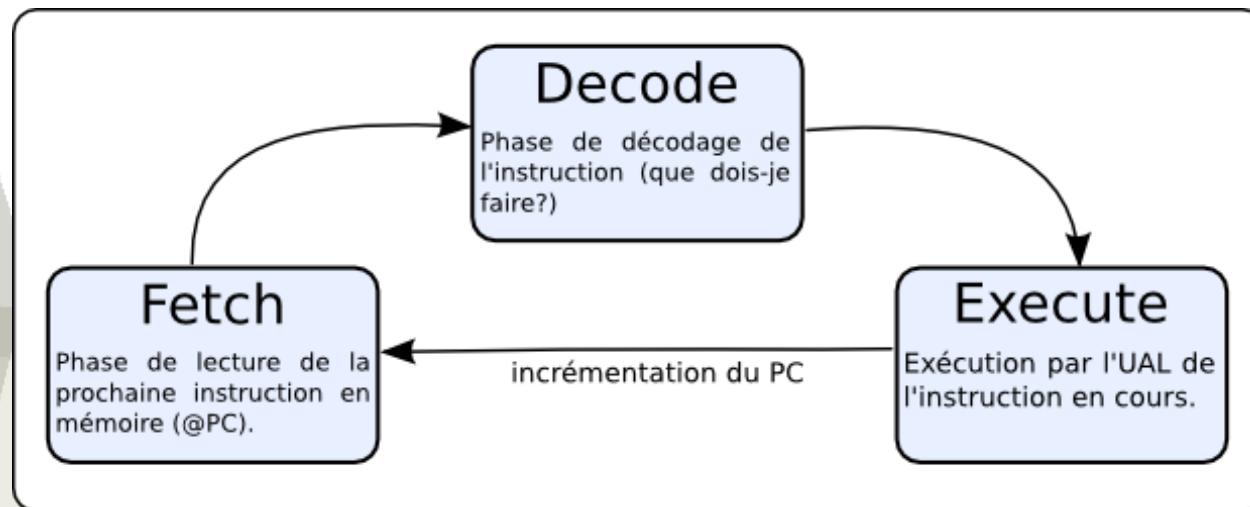 Decode
Phase de décodage de
l'instruction (que dois-je
faire?)
Fetch
Phase de lecture de la
prochaine instruction en
mémoire (@PC).
incrémentation du PC
Execute
Exécution par l'UAL de
l'instruction en cours.